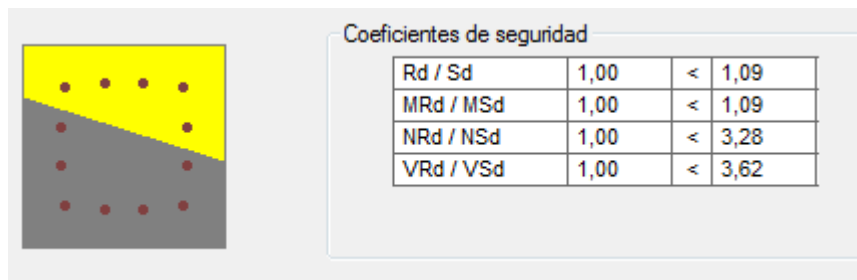 Coeficientes de seguridad
Rd / Sd 1,00 < 1,09
MRd / MSd 1,00 < 1,09
NRd / NSd 1,00 < 3,28
VRd / VSd 1,00 < 3,62